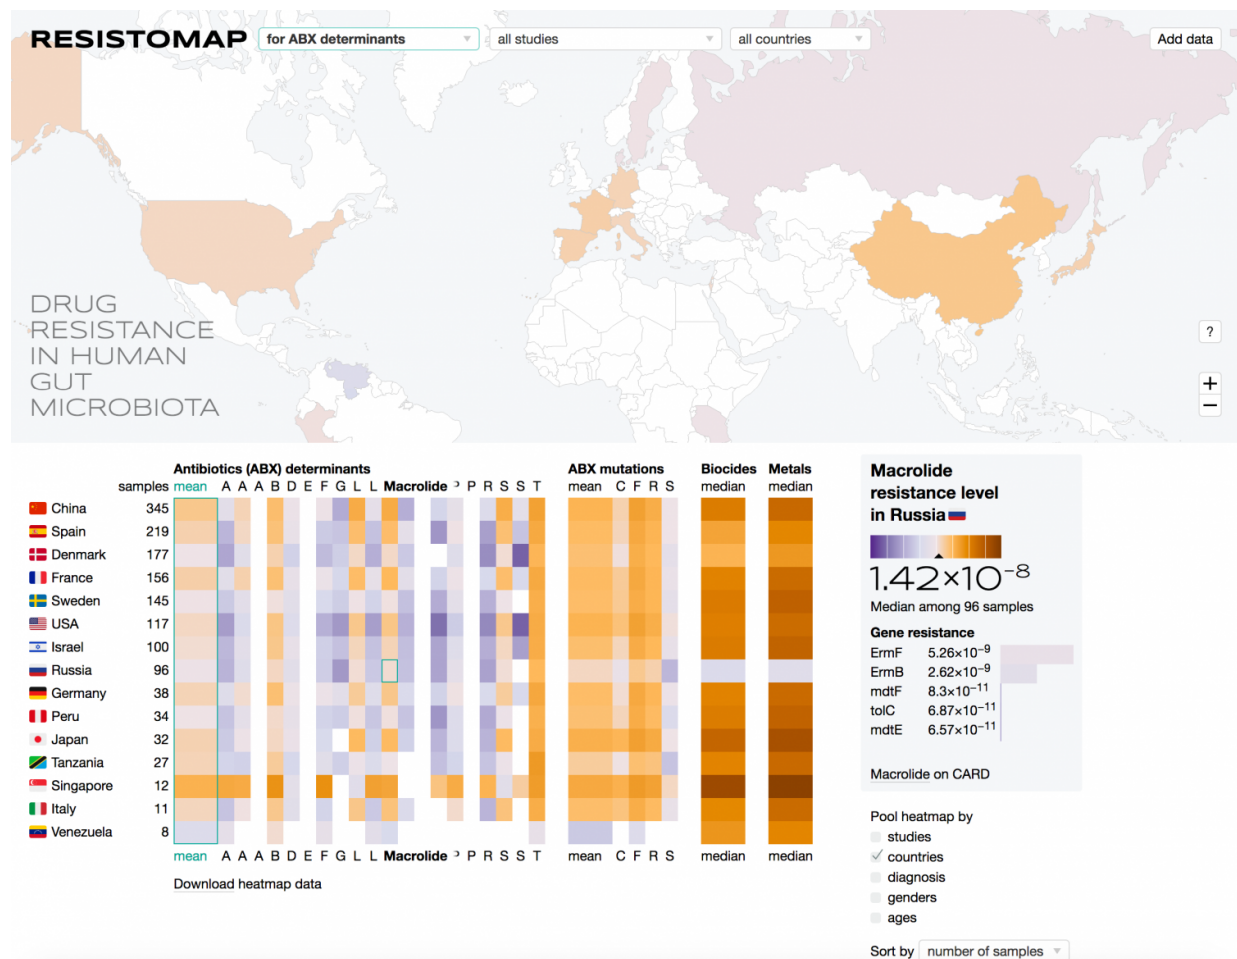 RESISTOMAP
for ABX determinants
all studies
all countries
Add data
DRUG
RESISTANCE
IN HUMAN
GUT
MICROBIOTA
?
+
−
Antibiotics (ABX) determinants
ABX mutations
Biocides
Metals
samples mean A A A B D E F G L L Macrolide P P R S S T mean C F R S median median
China 345
Spain 219
Denmark 177
France 156
Sweden 145
USA 117
Israel 100
Russia 96
Germany 38
Peru 34
Japan 32
Tanzania 27
Singapore 12
Italy 11
Venezuela 8
mean A A A B D E F G L L Macrolide P P R S S T mean C F R S median median
Download heatmap data
Macrolide
resistance level
in Russia
1.42×10−8
Median among 96 samples
Gene resistance
ErmF 5.26×10−9
ErmB 2.62×10−9
mdtF 8.3×10−11
tolC 6.87×10−11
mdtE 6.57×10−11
Macrolide on CARD
Pool heatmap by
studies
countries
diagnosis
genders
ages
Sort by number of samples